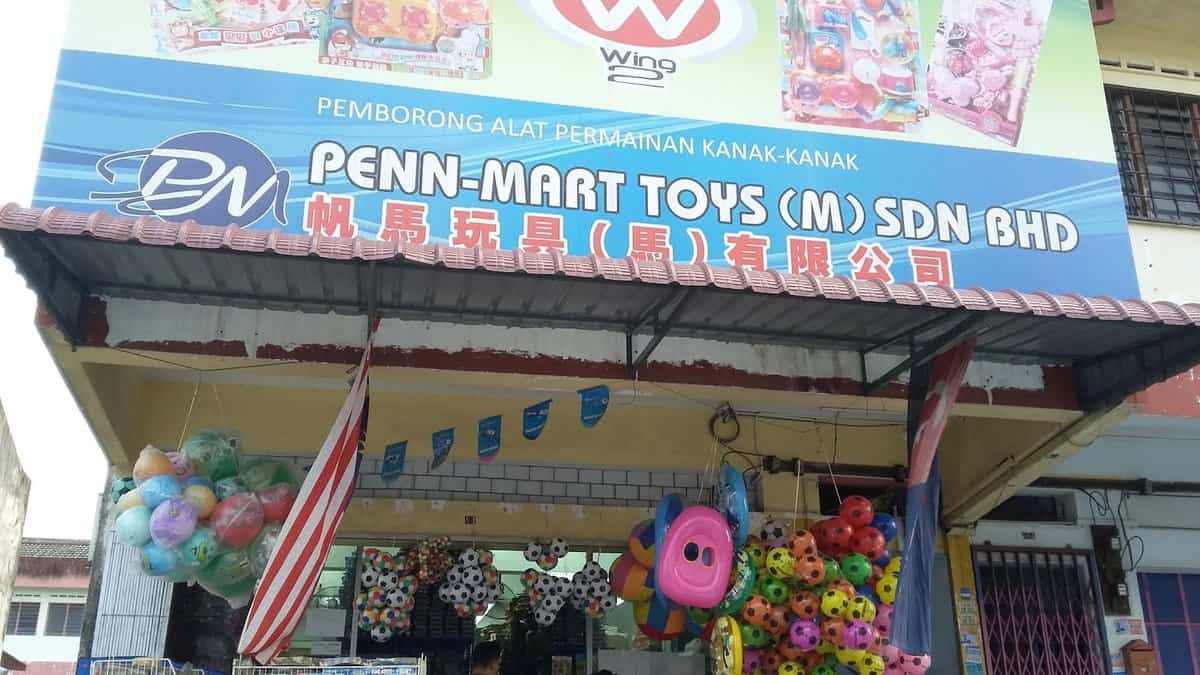 W
Wing
PEMBORONG ALAT PERMAINAN KANAK-KANAK
PM
PENN-MART TOYS (M) SDN BHD
帆馬玩具(馬)有限公司